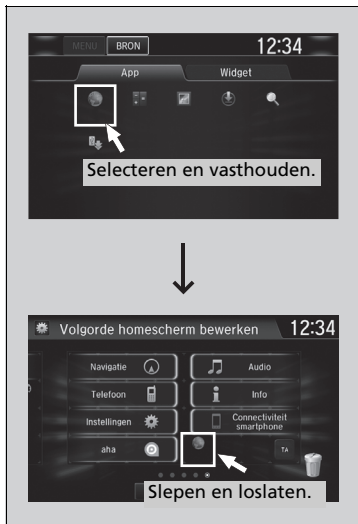 MENU BRON 12:34
App Widget
Selecteren en vasthouden.
Volgorde homescherm bewerken 12:34
Navigatie Audio
Telefoon Info
Instellingen Connectiviteit
smartphone
aha TA
Slepen en loslaten.